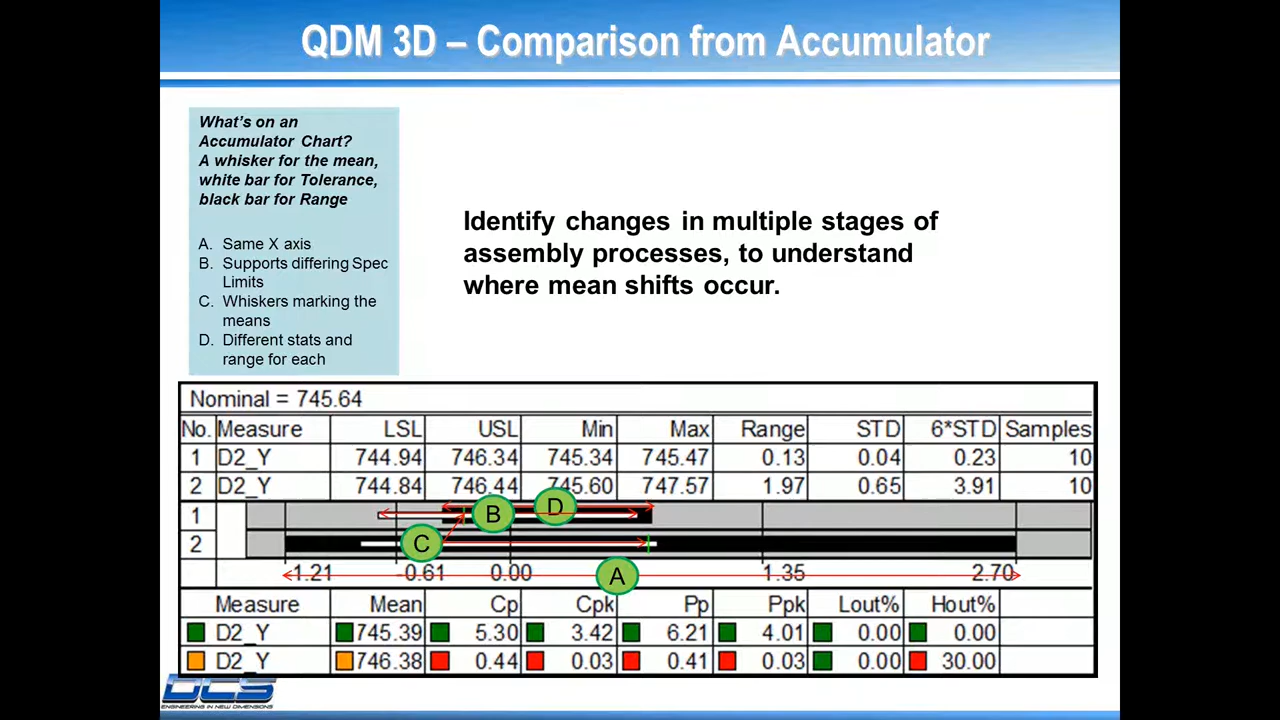 QDM 3D – Comparison from Accumulator
What's on an
Accumulator Chart?
A whisker for the mean,
white bar for Tolerance,
black bar for Range
A. Same X axis
B. Supports differing Spec
Limits
C. Whiskers marking the
means
D. Different stats and
range for each
Identify changes in multiple stages of
assembly processes, to understand
where mean shifts occur.
Nominal = 745.64
No. Measure LSL USL Min Max Range STD 6*STD Samples
1 D2_Y 744.94 746.34 745.34 745.47 0.13 0.04 0.23 10
2 D2_Y 744.84 746.44 745.60 747.57 1.97 0.65 3.91 10
1 B D
2 C
-1.21 -0.61 0.00 A 1.35 2.70
Measure Mean Cp Cpk Pp Ppk Lout% Hout%
D2_Y 745.39 5.30 3.42 6.21 4.01 0.00 0.00
D2_Y 746.38 0.44 0.03 0.41 0.03 0.00 30.00
DCS
ENGINEERING IN NEW DIMENSIONS